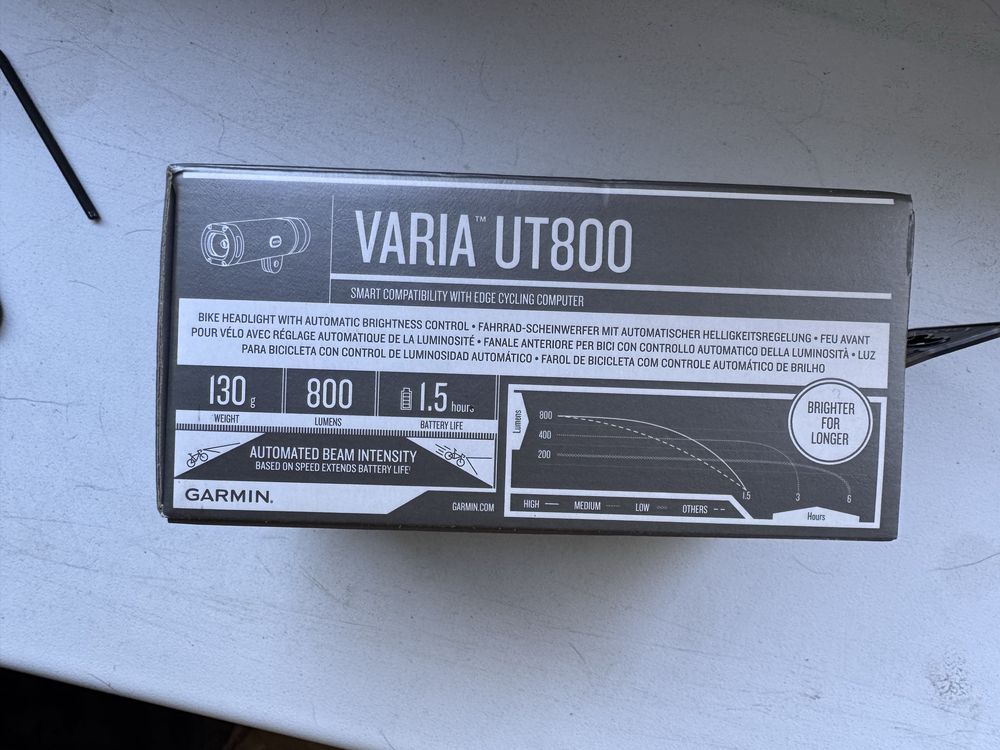 VARIA™ UT800
SMART COMPATIBILITY WITH EDGE CYCLING COMPUTER
BIKE HEADLIGHT WITH AUTOMATIC BRIGHTNESS CONTROL • FAHRRAD-SCHEINWERFER MIT AUTOMATISCHER HELLIGKEITSREGELUNG • FEU AVANT
POUR VÉLO AVEC RÉGLAGE AUTOMATIQUE DE LA LUMINOSITÉ • FANALE ANTERIORE PER BICI CON CONTROLLO AUTOMATICO DELLA LUMINOSITÀ • LUZ
PARA BICICLETA CON CONTROL DE LUMINOSIDAD AUTOMÁTICO • FAROL DE BICICLETA COM CONTROLE AUTOMÁTICO DE BRILHO
130 g
WEIGHT
800
LUMENS
1.5 hours
BATTERY LIFE
AUTOMATED BEAM INTENSITY
BASED ON SPEED EXTENDS BATTERY LIFE¹
GARMIN.
GARMIN.COM
Lumens
800
400
200
BRIGHTER
FOR
LONGER
1.5 3 6
HIGH MEDIUM LOW OTHERS
Hours